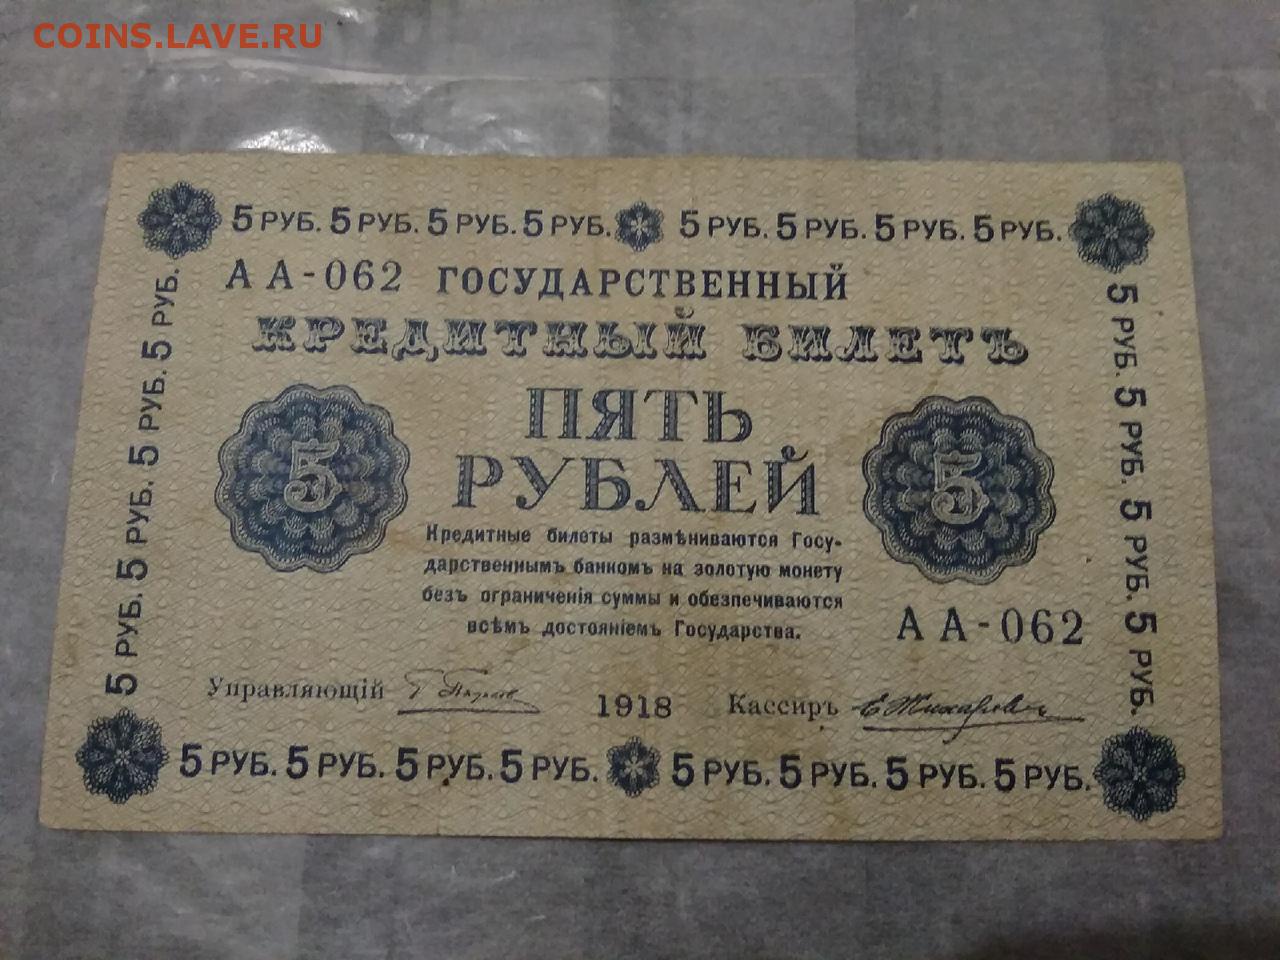 COINS.LAVE.RU
5 РУБ. 5 РУБ. 5 РУБ. 5 РУБ. 5 РУБ. 5 РУБ. 5 РУБ. 5 РУБ.
АА-062 ГОСУДАРСТВЕННЫЙ
КРЕДИТНЫЙ БИЛЕТЪ
ПЯТЬ
РУБЛЕЙ
5
5
Кредитные билеты размѣниваются Госу-
дарственнымъ банкомъ на золотую монету
безъ ограниченія суммы и обезпечиваются
всѣмъ достояніемъ Государства.
АА-062
Управляющій
1918
Кассиръ
5 РУБ. 5 РУБ. 5 РУБ. 5 РУБ.
5 РУБ. 5 РУБ. 5 РУБ. 5 РУБ.
5 РУБ. 5 РУБ. 5 РУБ. 5 РУБ. 5 РУБ. 5 РУБ. 5 РУБ. 5 РУБ.